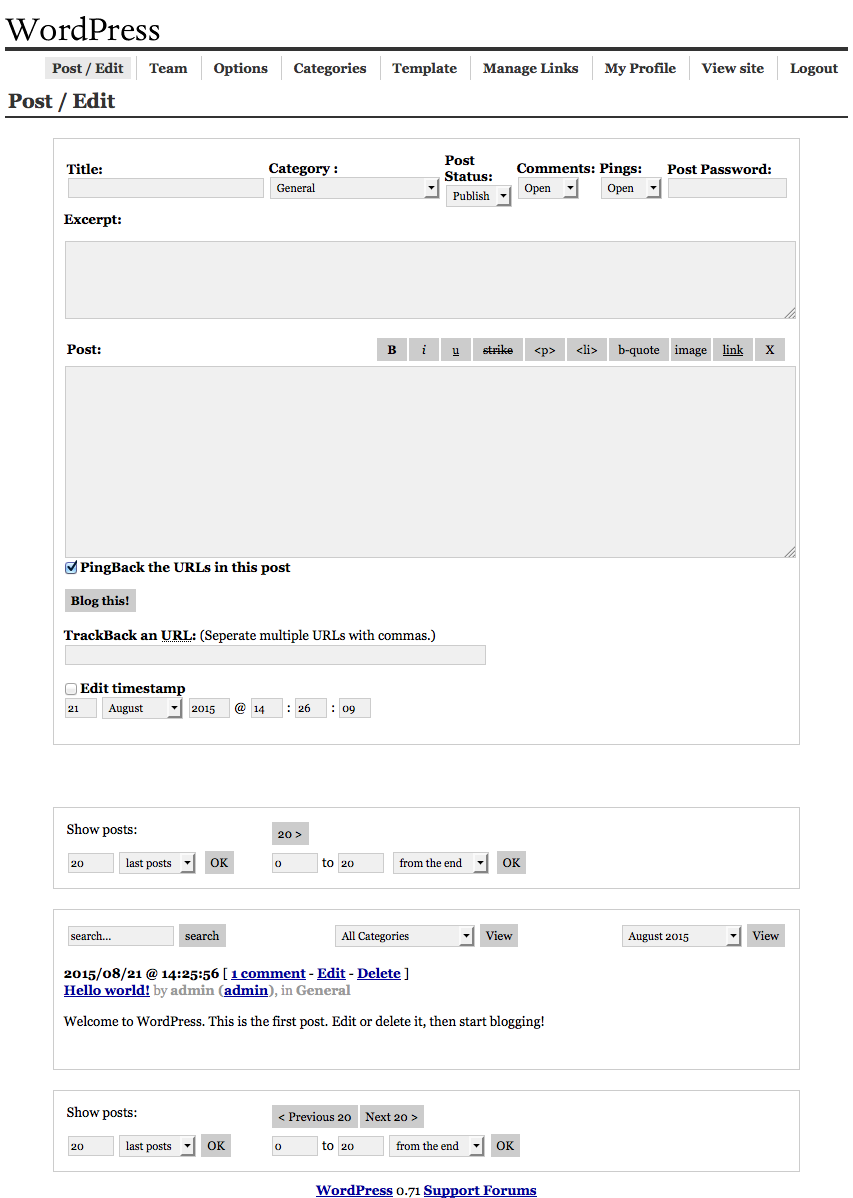 WordPress
Post / Edit Team Options Categories Template Manage Links My Profile View site Logout
Post / Edit
Title: Category : Post Status: Comments: Pings: Post Password:
General Publish Open Open
Excerpt:
Post: B i u strike <p> <li> b-quote image link X
PingBack the URLs in this post
Blog this!
TrackBack an URL: (Seperate multiple URLs with commas.)
Edit timestamp
21 August 2015 @ 14 : 26 : 09
Show posts: 20 >
20 last posts OK 0 to 20 from the end OK
search... search All Categories View August 2015 View
2015/08/21 @ 14:25:56 [ 1 comment - Edit - Delete ]
Hello world! by admin (admin), in General
Welcome to WordPress. This is the first post. Edit or delete it, then start blogging!
Show posts: < Previous 20 Next 20 >
20 last posts OK 0 to 20 from the end OK
WordPress 0.71 Support Forums